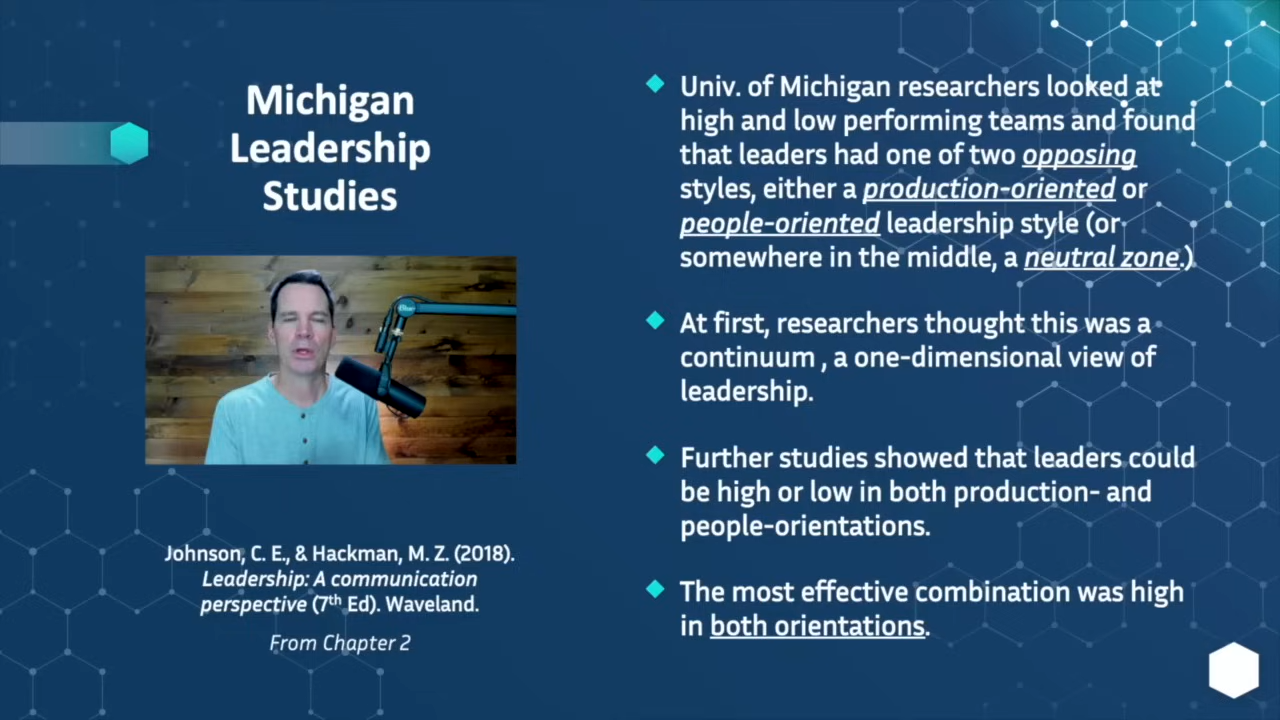 Michigan
Leadership
Studies
Johnson, C. E., & Hackman, M. Z. (2018).
Leadership: A communication
perspective (7th Ed). Waveland.
From Chapter 2
Univ. of Michigan researchers looked at
high and low performing teams and found
that leaders had one of two opposing
styles, either a production-oriented or
people-oriented leadership style (or
somewhere in the middle, a neutral zone.)
At first, researchers thought this was a
continuum , a one-dimensional view of
leadership.
Further studies showed that leaders could
be high or low in both production- and
people-orientations.
The most effective combination was high
in both orientations.